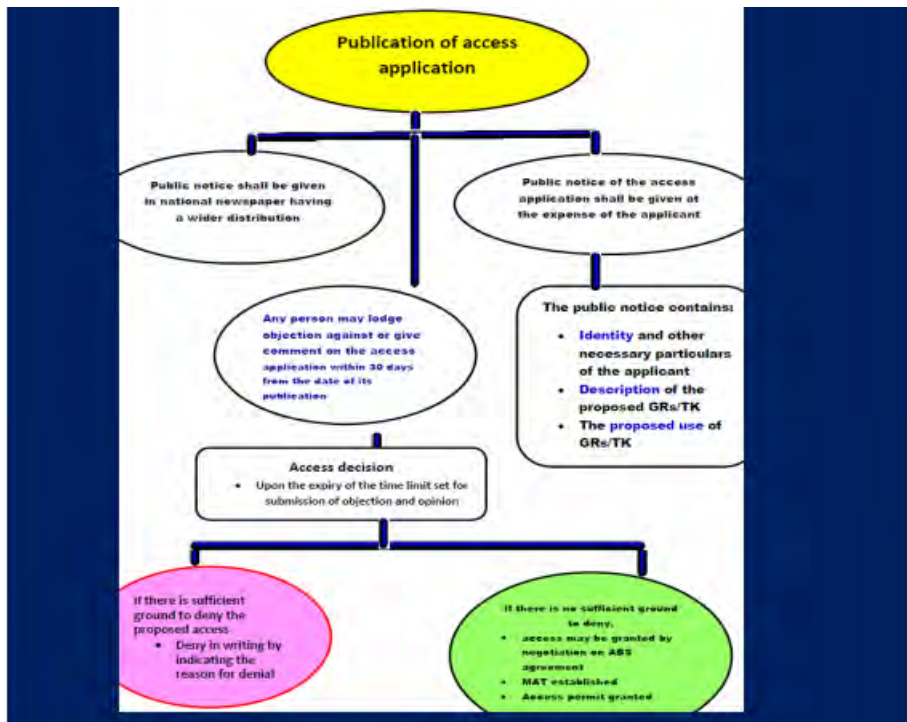 Publication of access
application
Public notice shall be given
in national newspaper having
a wider distribution
Public notice of the access
application shall be given at
the expense of the applicant
The public notice contains:
• Identity and other
necessary particulars
of the applicant
• Description of the
proposed GRs/TK
• The proposed use of
GRs/TK
Any person may lodge
objection against or give
comment on the access
application within 30 days
from the date of its
publication
Access decision
• Upon the expiry of the time limit set for
submission of objection and opinion
If there is sufficient
ground to deny the
proposed access
• Deny in writing by
indicating the
reason for denial
If there is no sufficient ground
to deny,
• access may be granted by
negotiation on ABS
agreement
• MAT established
• Access permit granted